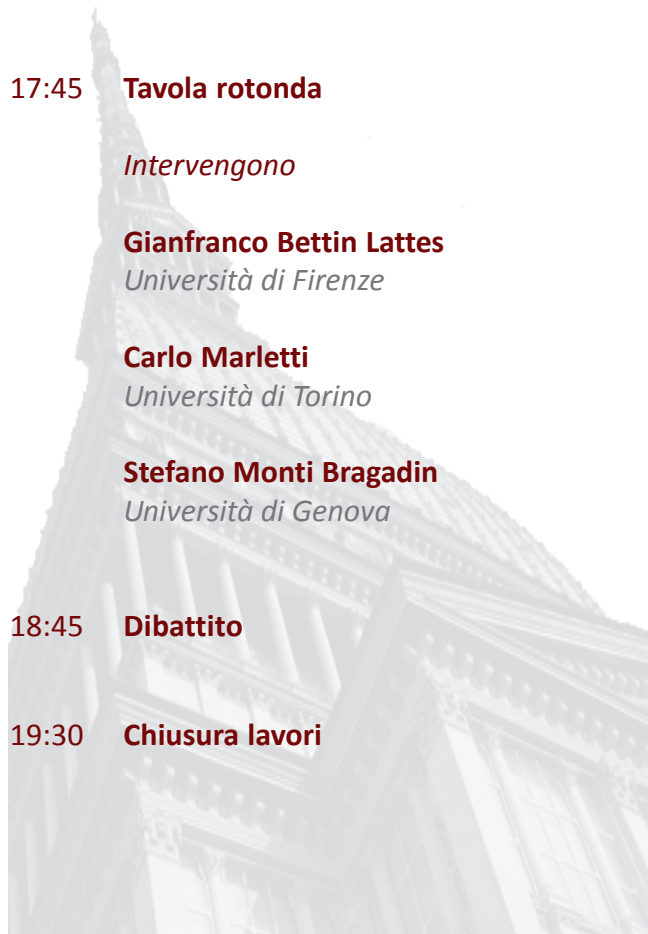 17:45 Tavola rotonda
Intervengono
Gianfranco Bettin Lattes
Università di Firenze
Carlo Marletti
Università di Torino
Stefano Monti Bragadin
Università di Genova
18:45 Dibattito
19:30 Chiusura lavori